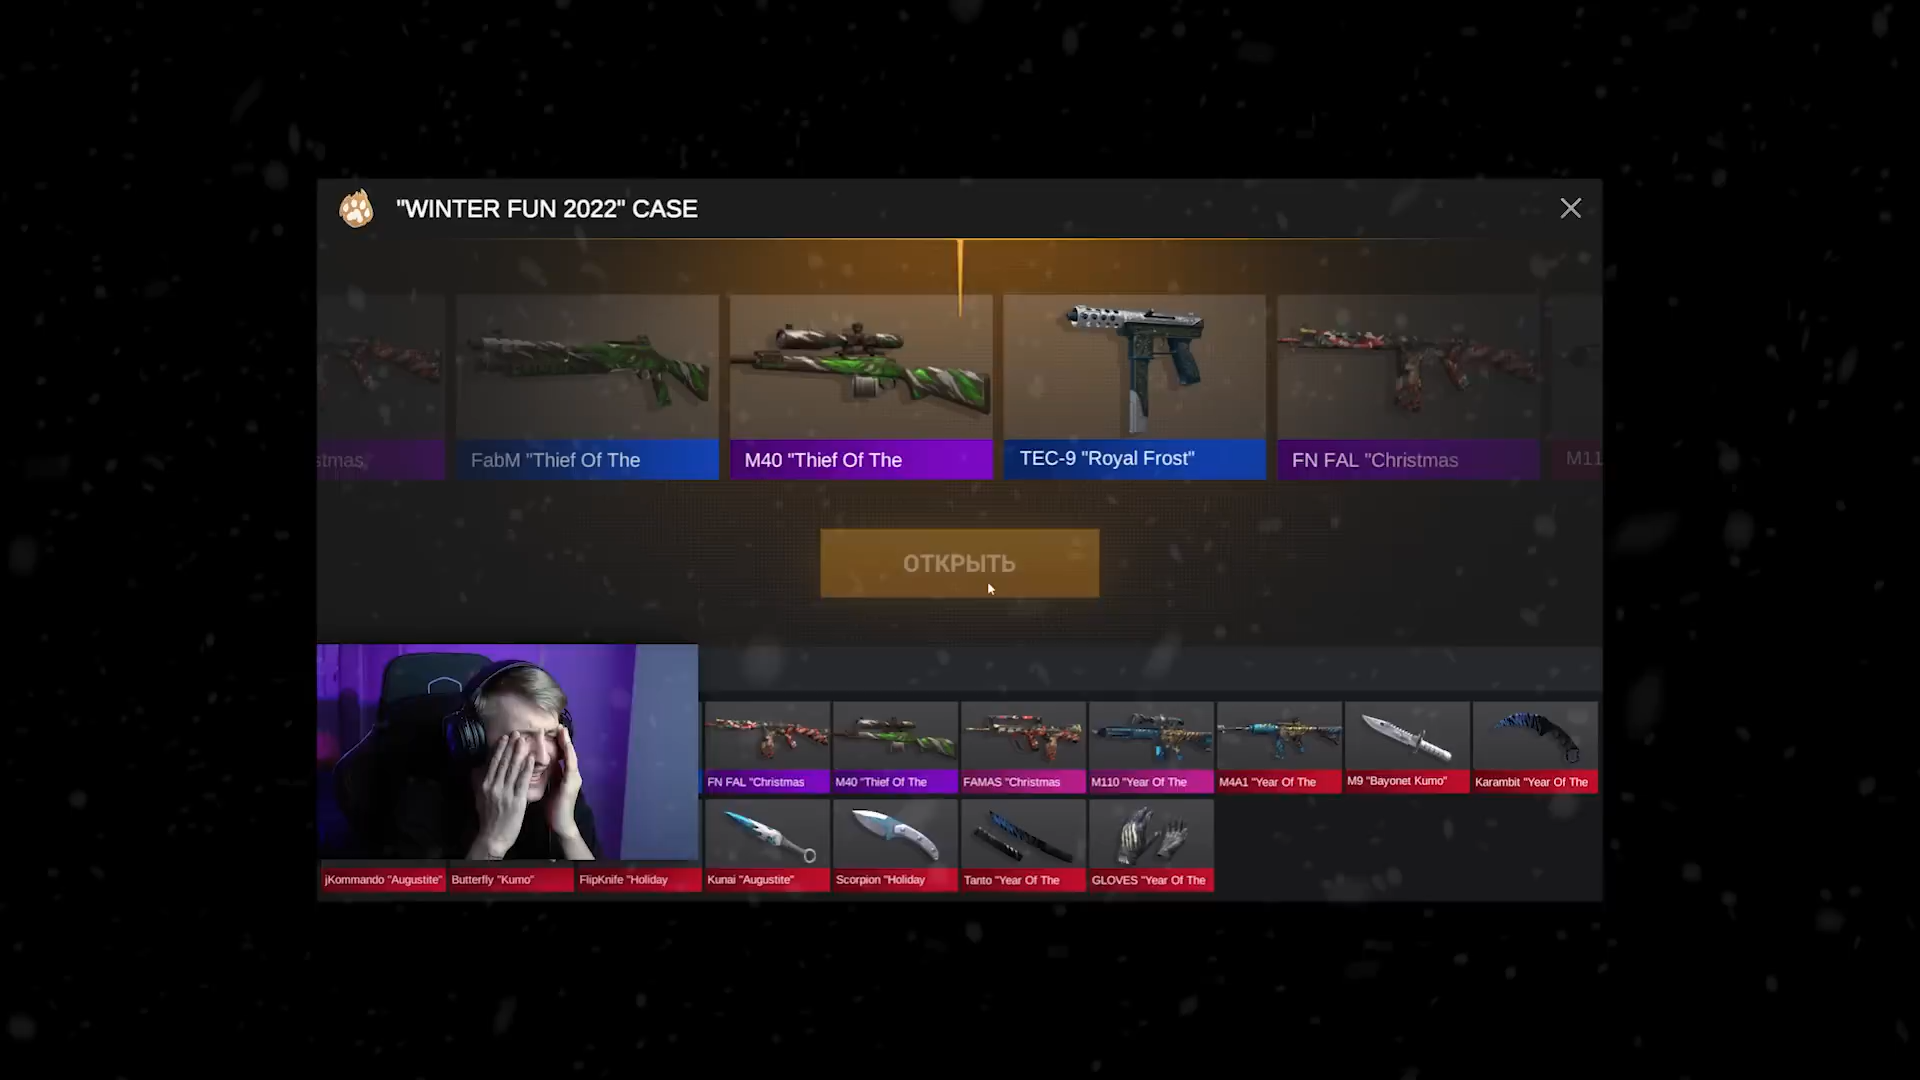 "WINTER FUN 2022" CASE
stmas
FabM "Thief Of The
M40 "Thief Of The
TEC-9 "Royal Frost"
FN FAL "Christmas
M11
ОТКРЫТЬ
FN FAL "Christmas
M40 "Thief Of The
FAMAS "Christmas
M110 "Year Of The
M4A1 "Year Of The
M9 "Bayonet Kumo"
Karambit "Year Of The
jKommando "Augustite"
Butterfly "Kumo"
FlipKnife "Holiday
Kunai "Augustite"
Scorpion "Holiday
Tanto "Year Of The
GLOVES "Year Of The